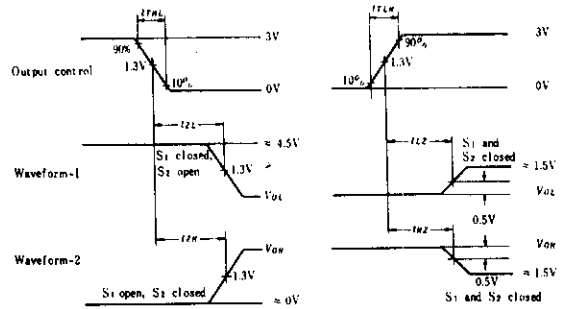 tTHL
tTLH
3V
90%
1.3V
10%
0V
Output control
3V
90%
1.3V
10%
0V
tZL
≈ 4.5V
S1 closed,
S2 open
1.3V
VOL
Waveform-1
tLZ
S1 and
S2 closed
≈ 1.5V
VOL
0.5V
tZH
VOH
1.3V
Waveform-2
S1 open, S2 closed
≈ 0V
tHZ
VOH
0.5V
≈ 1.5V
S1 and S2 closed